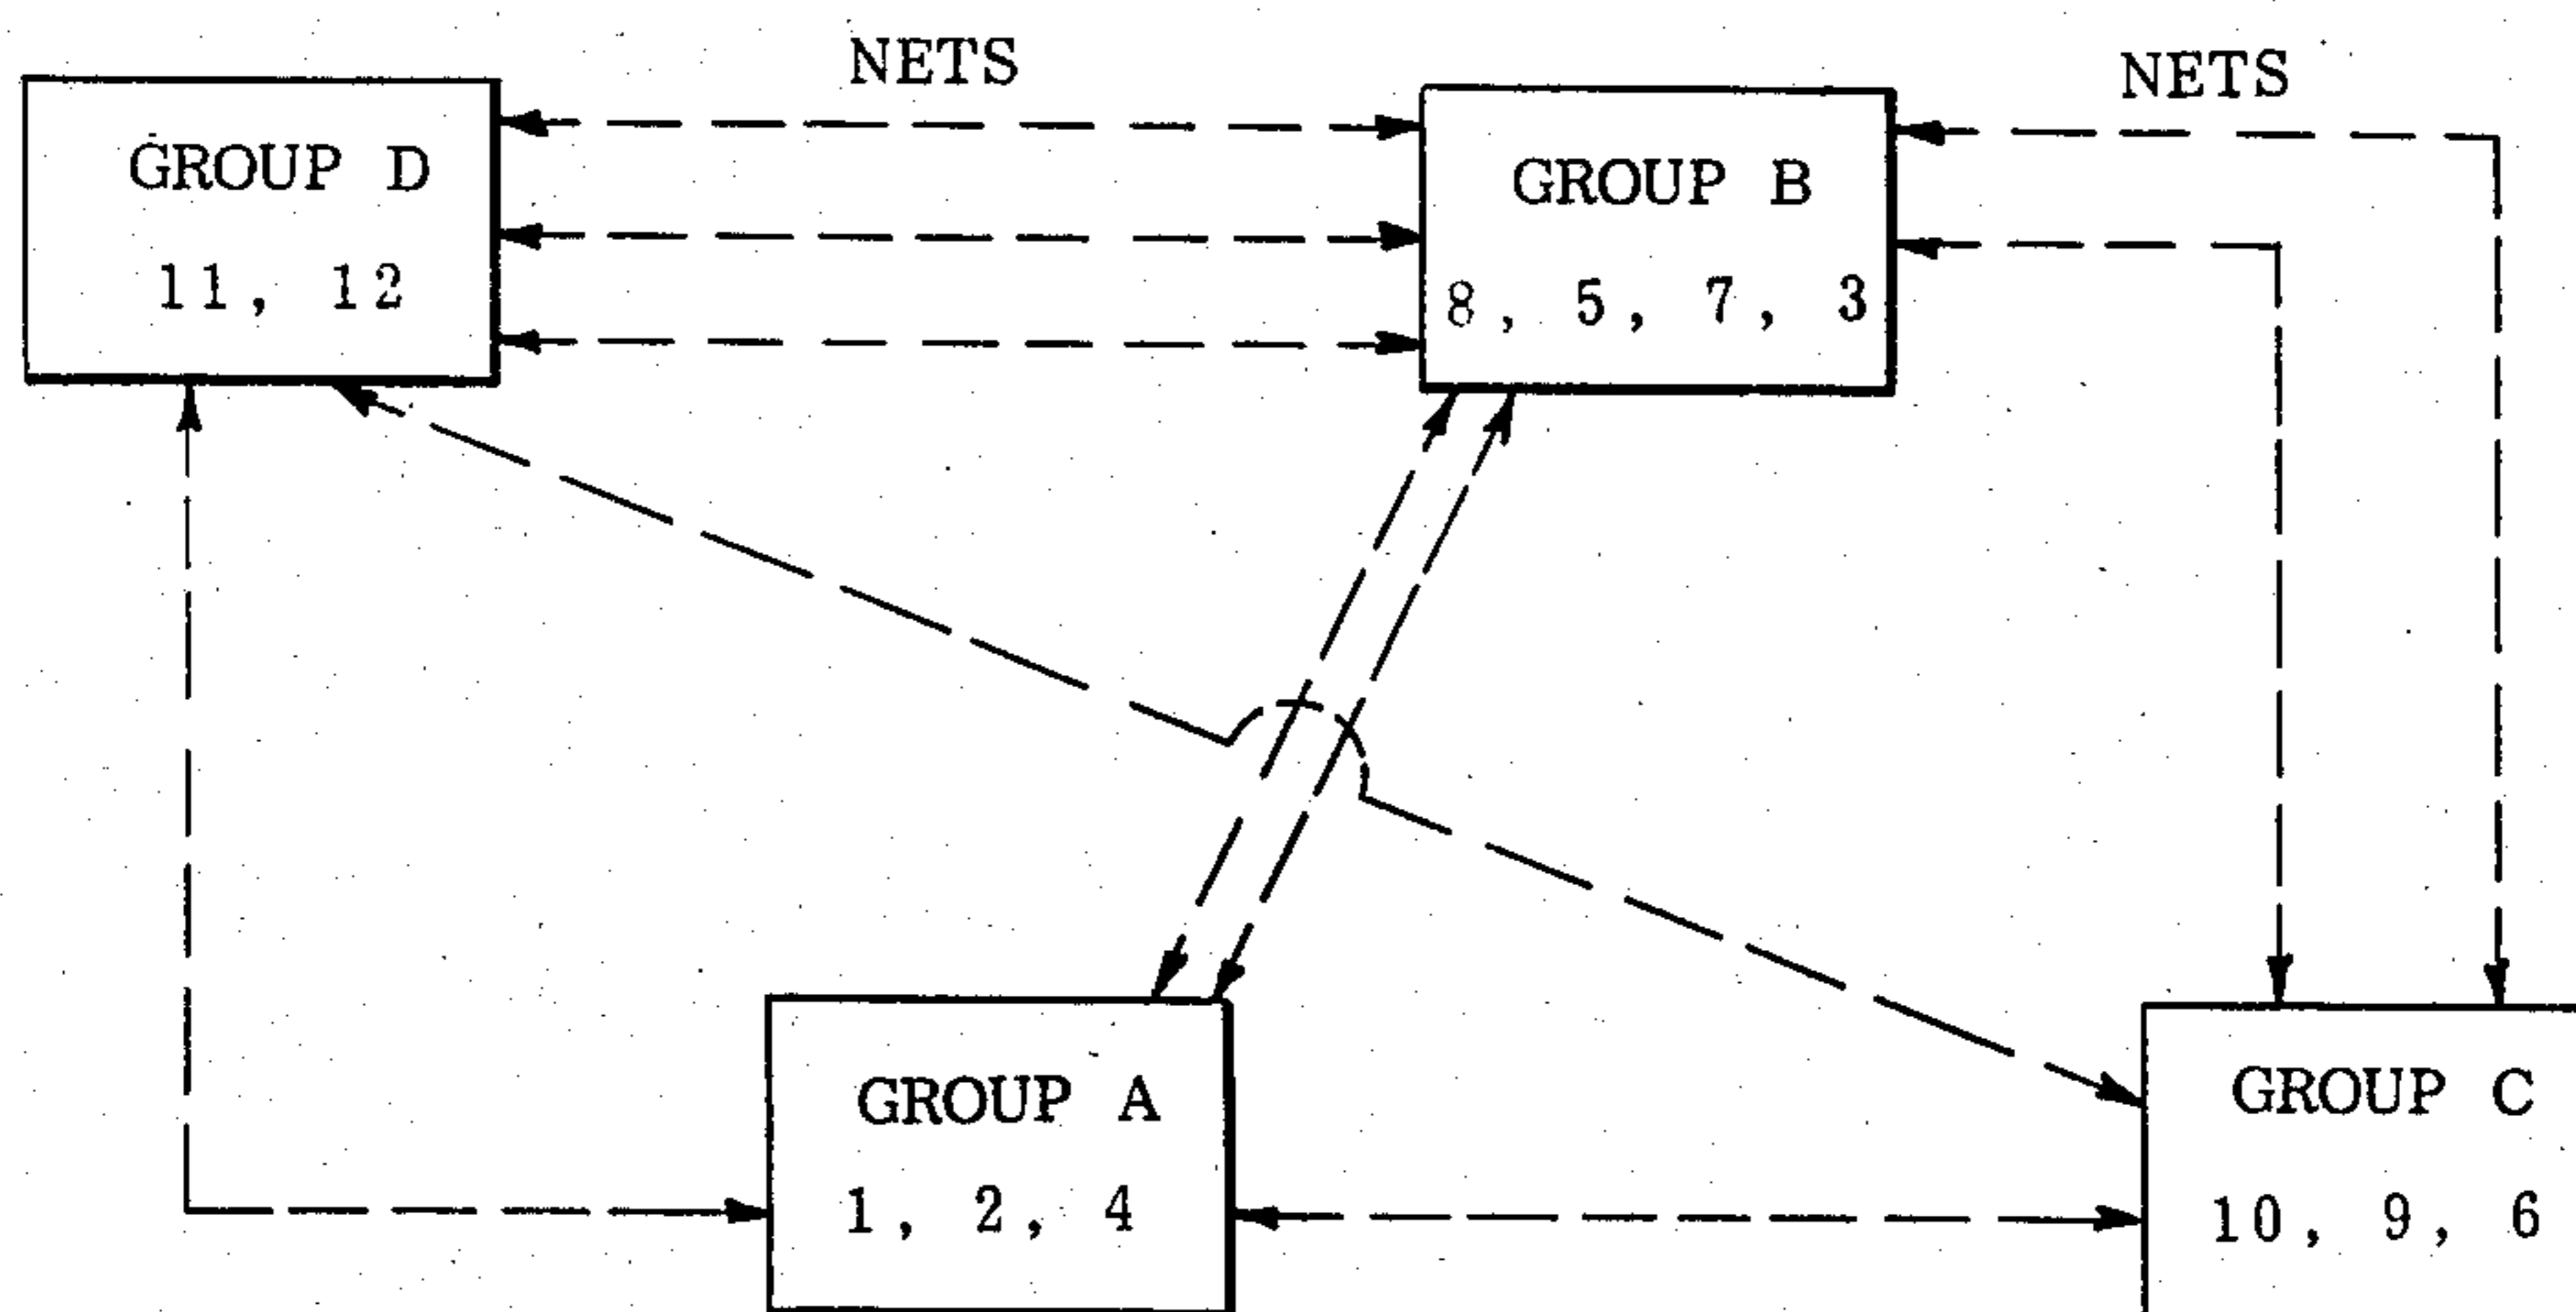 NETS
NETS
GROUP D
11, 12
GROUP B
8, 5, 7, 3
GROUP A
1, 2, 4
GROUP C
10, 9, 6